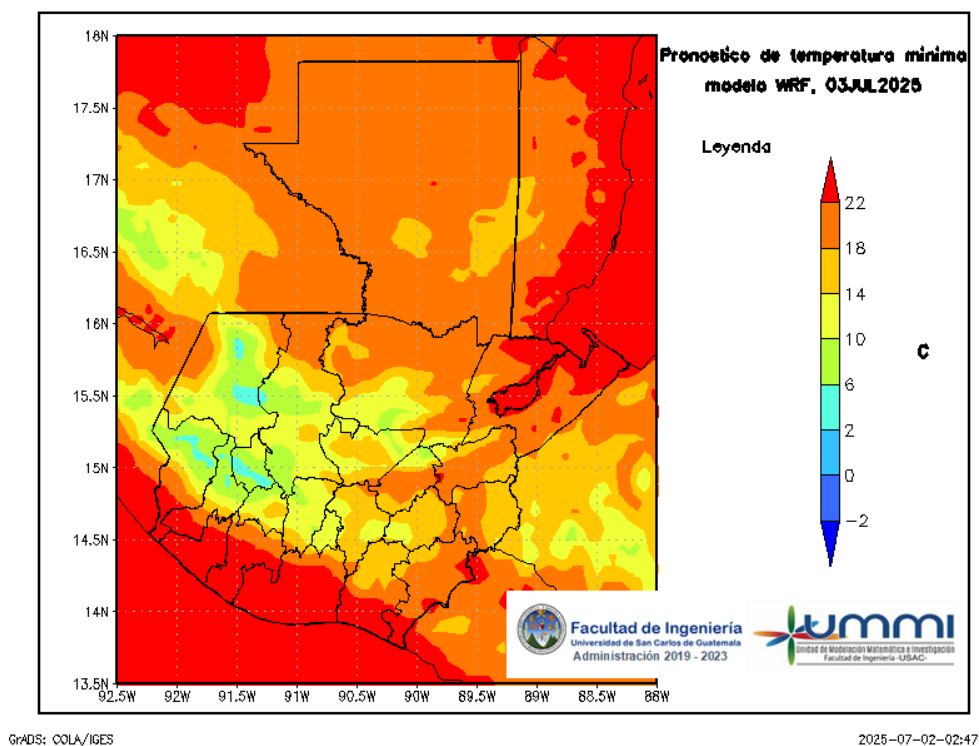 Pronostico de temperatura minima
modelo WRF, 03JUL2025
Leyenda
22
18
14
10
6
2
0
-2
C
18N
17.5N
17N
16.5N
16N
15.5N
15N
14.5N
14N
13.5N
92.5W 92W 91.5W 91W 90.5W 90W 89.5W 89W 88.5W 88W
Facultad de Ingeniería
Universidad de San Carlos de Guatemala
Administración 2019 - 2023
ummi
Unidad de Modelación Matemática e Investigación
Facultad de Ingeniería -USAC-
GrADS: COLA/IGES
2025-07-02-02:47